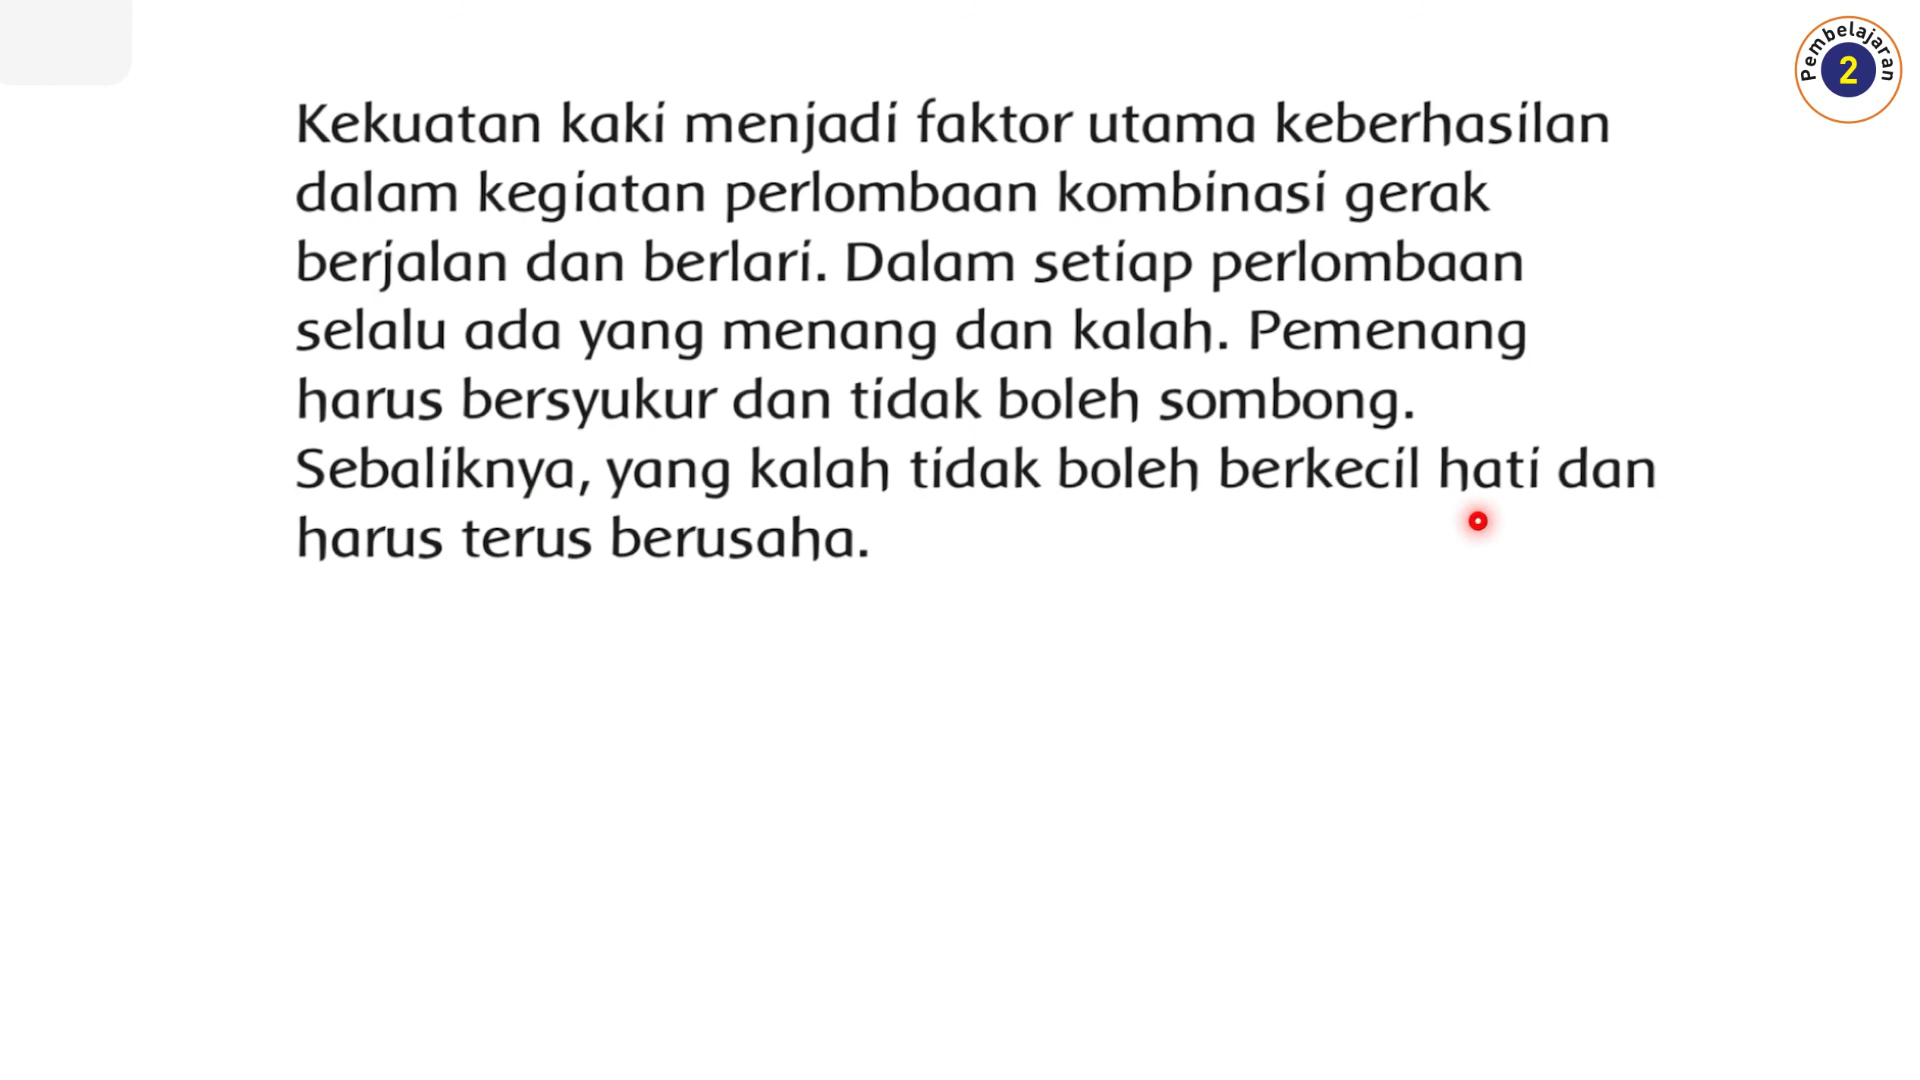 Pembelajaran
2
Kekuatan kaki menjadi faktor utama keberhasilan
dalam kegiatan perlombaan kombinasi gerak
berjalan dan berlari. Dalam setiap perlombaan
selalu ada yang menang dan kalah. Pemenang
harus bersyukur dan tidak boleh sombong.
Sebaliknya, yang kalah tidak boleh berkecil hati dan
harus terus berusaha.